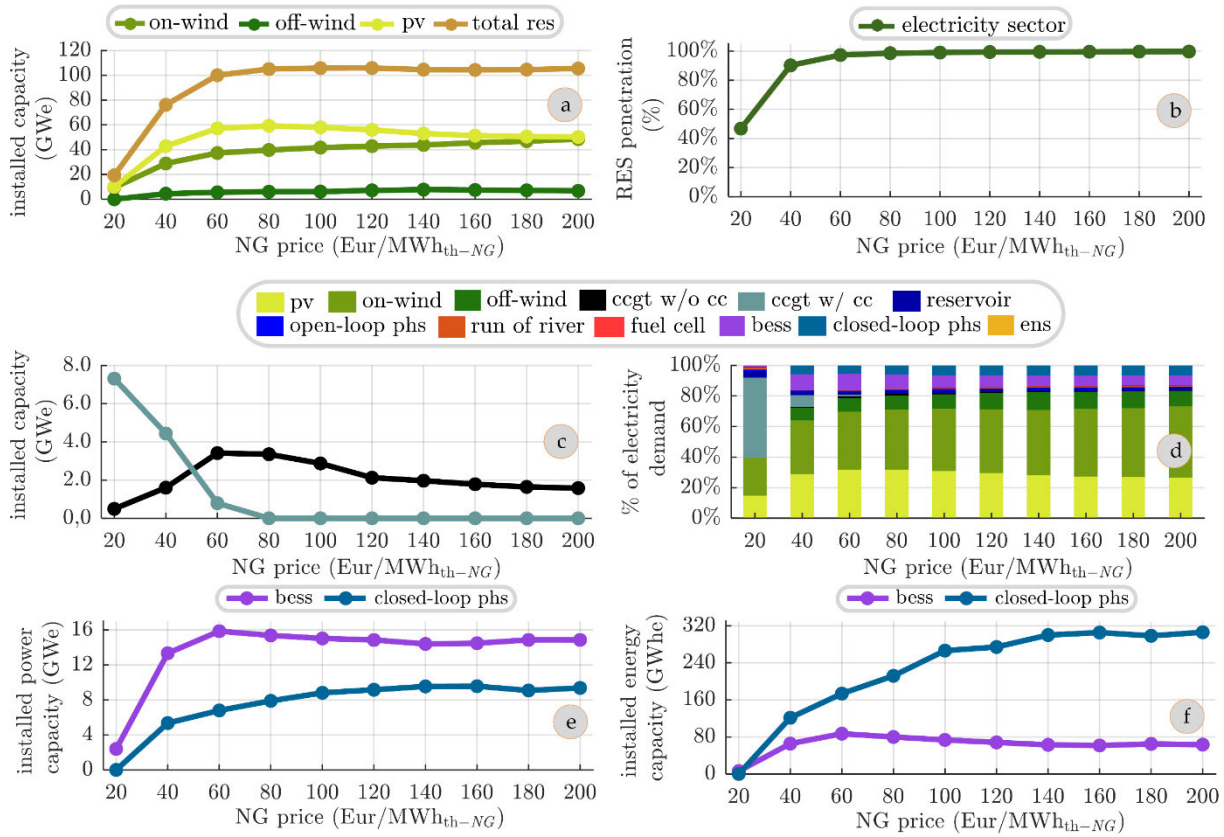 on-wind off-wind pv total res
installed capacity
(GWe)
120
100
80
60
40
20
0
a
20 40 60 80 100 120 140 160 180 200
NG price (Eur/MWh_th−NG)
electricity sector
RES penetration
(%)
100%
80%
60%
40%
20%
0%
b
20 40 60 80 100 120 140 160 180 200
NG price (Eur/MWh_th−NG)
pv on-wind off-wind ccgt w/o cc ccgt w/ cc reservoir
open-loop phs run of river fuel cell bess closed-loop phs ens
installed capacity
(GWe)
8.0
6.0
4.0
2.0
0.0
c
20 40 60 80 100 120 140 160 180 200
NG price (Eur/MWh_th−NG)
% of electricity
demand
100%
80%
60%
40%
20%
0%
d
20 40 60 80 100 120 140 160 180 200
NG price (Eur/MWh_th−NG)
bess closed-loop phs
installed power
capacity (GWe)
16
12
8
4
0
e
20 40 60 80 100 120 140 160 180 200
NG price (Eur/MWh_th−NG)
bess closed-loop phs
installed energy
capacity (GWhe)
320
240
160
80
0
f
20 40 60 80 100 120 140 160 180 200
NG price (Eur/MWh_th−NG)